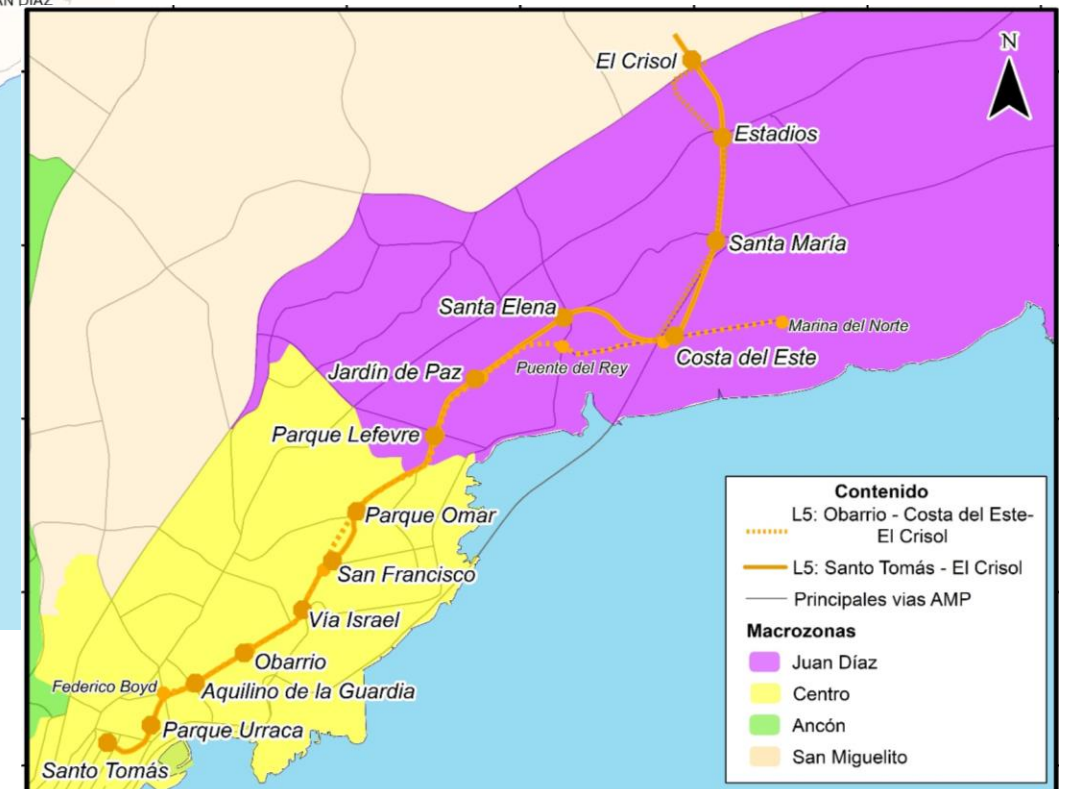 AN DIAZ
N
El Crisol
Estadios
Santa María
Santa Elena
Marina del Norte
Puente del Rey
Costa del Este
Jardín de Paz
Parque Lefevre
Parque Omar
San Francisco
Vía Israel
Obarrio
Federico Boyd
Aquilino de la Guardia
Parque Urraca
Santo Tomás
Contenido
L5: Obarrio - Costa del Este-
El Crisol
L5: Santo Tomás - El Crisol
Principales vias AMP
Macrozonas
Juan Díaz
Centro
Ancón
San Miguelito